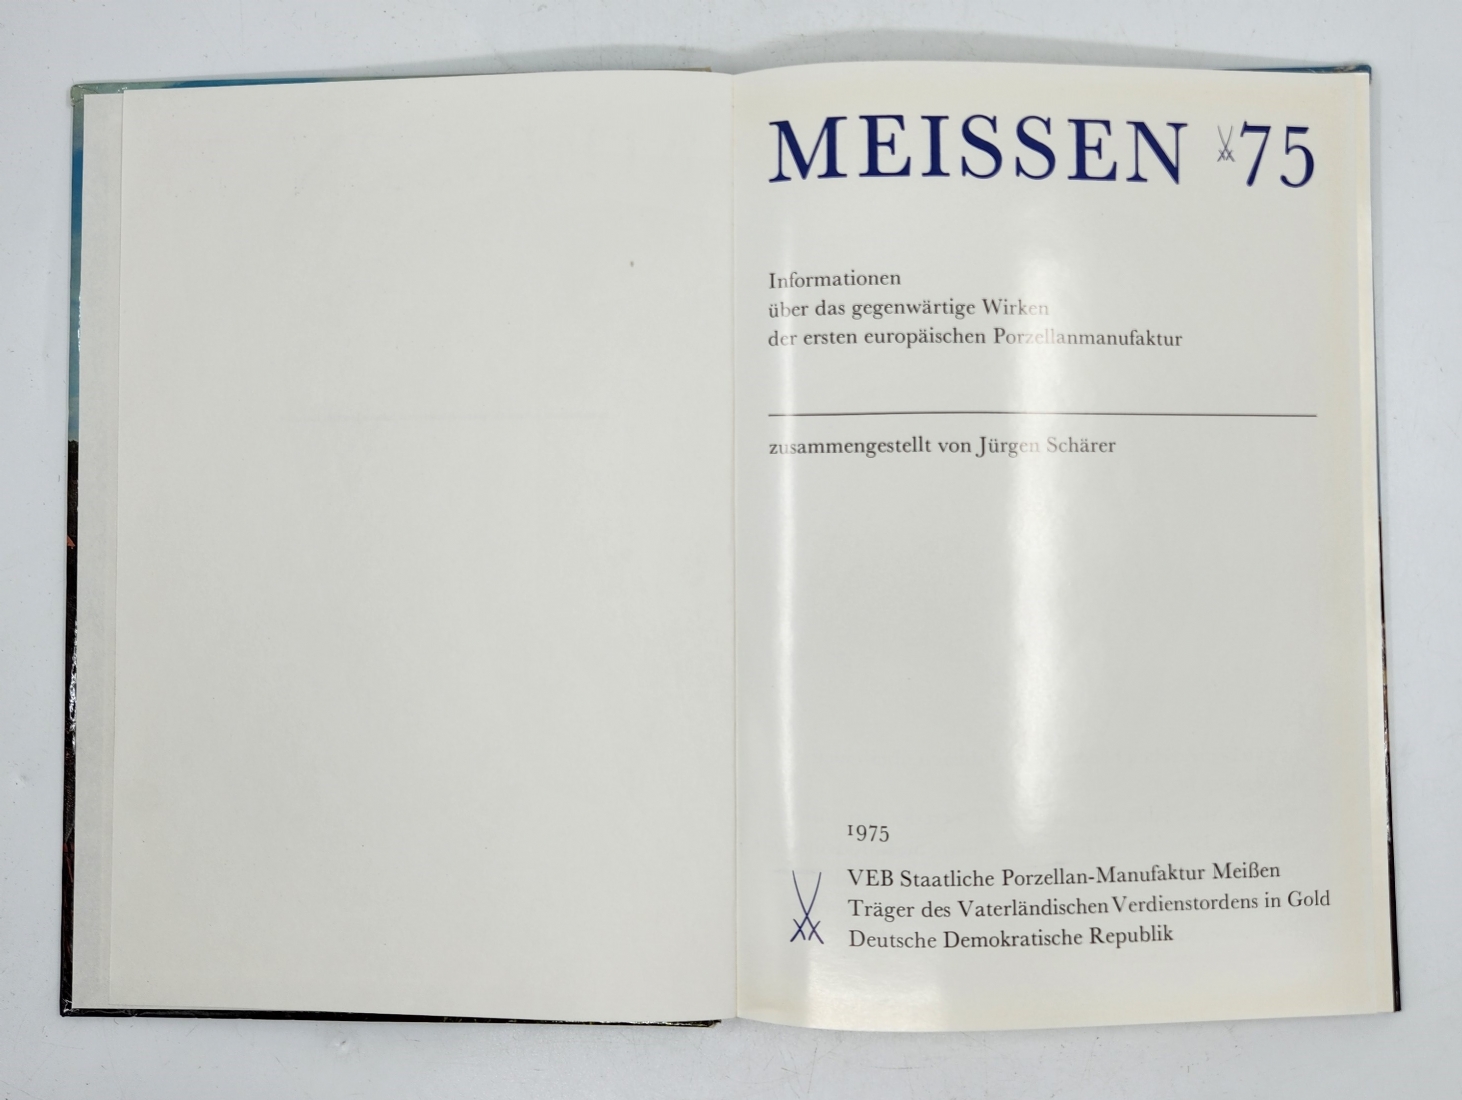 MEISSEN 75
Informationen
über das gegenwärtige Wirken
der ersten europäischen Porzellanmanufaktur
zusammengestellt von Jürgen Schärer
1975
VEB Staatliche Porzellan-Manufaktur Meißen
Träger des Vaterländischen Verdienstordens in Gold
Deutsche Demokratische Republik